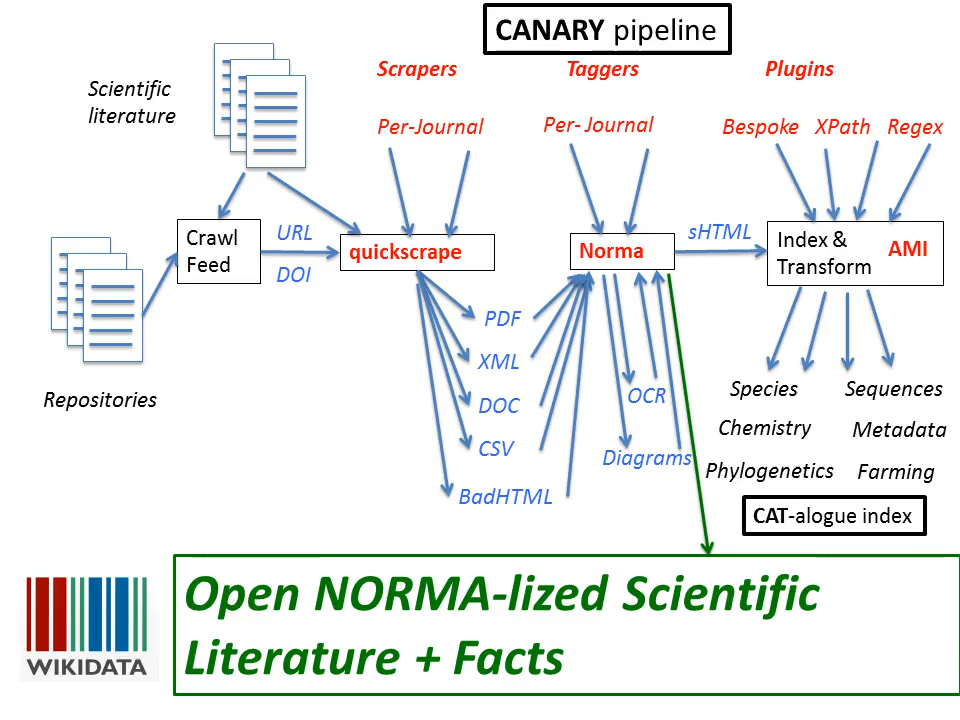 CANARY pipeline
Scrapers
Taggers
Plugins
Scientific
literature
Per-Journal
Per- Journal
Bespoke XPath Regex
Crawl
Feed
URL
DOI
quickscrape
Norma
sHTML
Index &
Transform
AMI
PDF
XML
DOC
CSV
BadHTML
OCR
Diagrams
Repositories
Species
Sequences
Chemistry
Metadata
Phylogenetics
Farming
CAT-alogue index
WIKIDATA
Open NORMA-lized Scientific
Literature + Facts